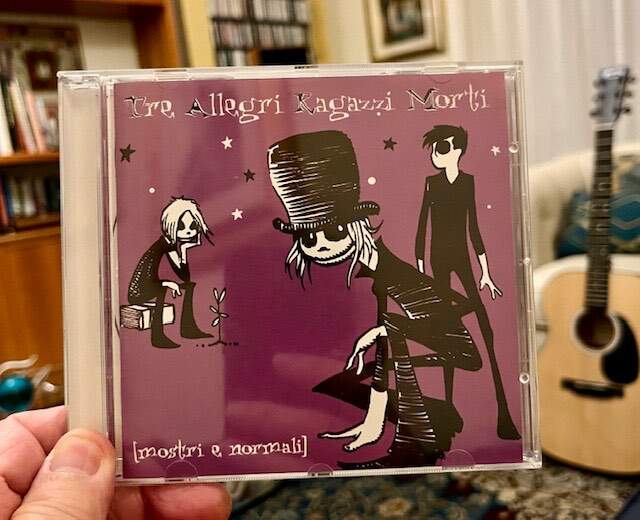 Tre Allegri Ragazzi Morti
[mostri e normali]